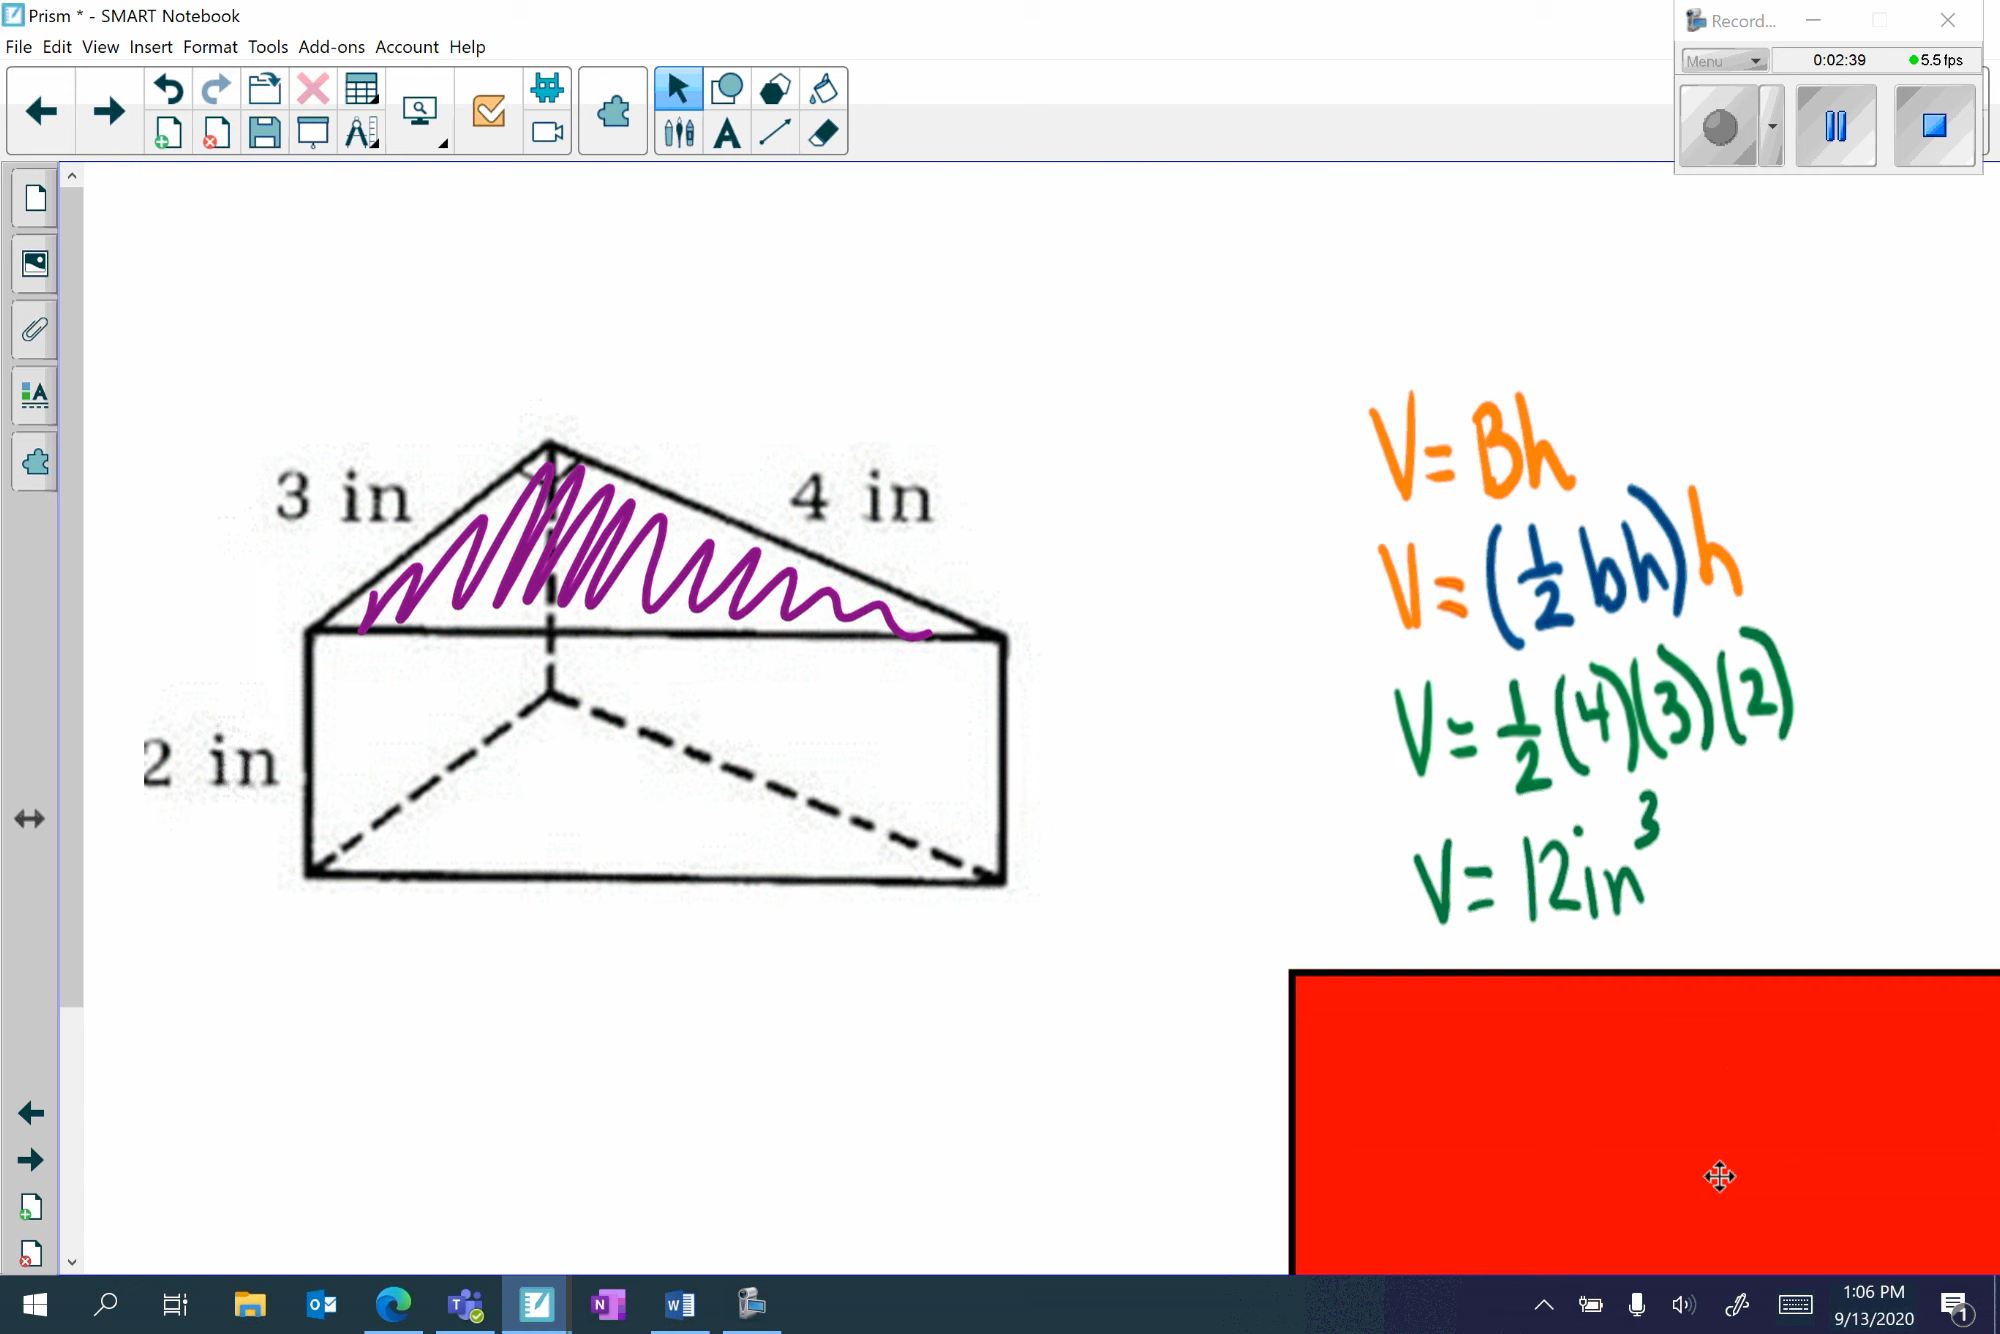 Prism * - SMART Notebook
Record...
File Edit View Insert Format Tools Add-ons Account Help
Menu
0:02:39
5.5 fps
3 in
4 in
2 in
V = Bh
V = (1/2 bh) h
V = 1/2 (4)(3)(2)
V = 12 in³
1:06 PM
9/13/2020
1